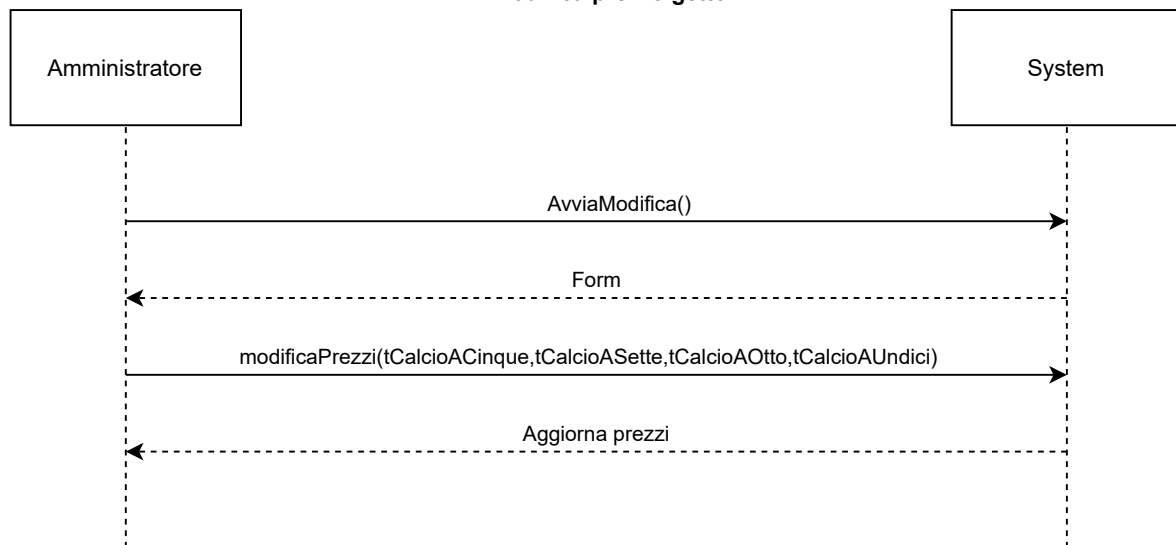 Amministratore
System
AvviaModifica()
Form
modificaPrezzi(tCalcioACinque,tCalcioASette,tCalcioAOtto,tCalcioAUndici)
Aggiorna prezzi